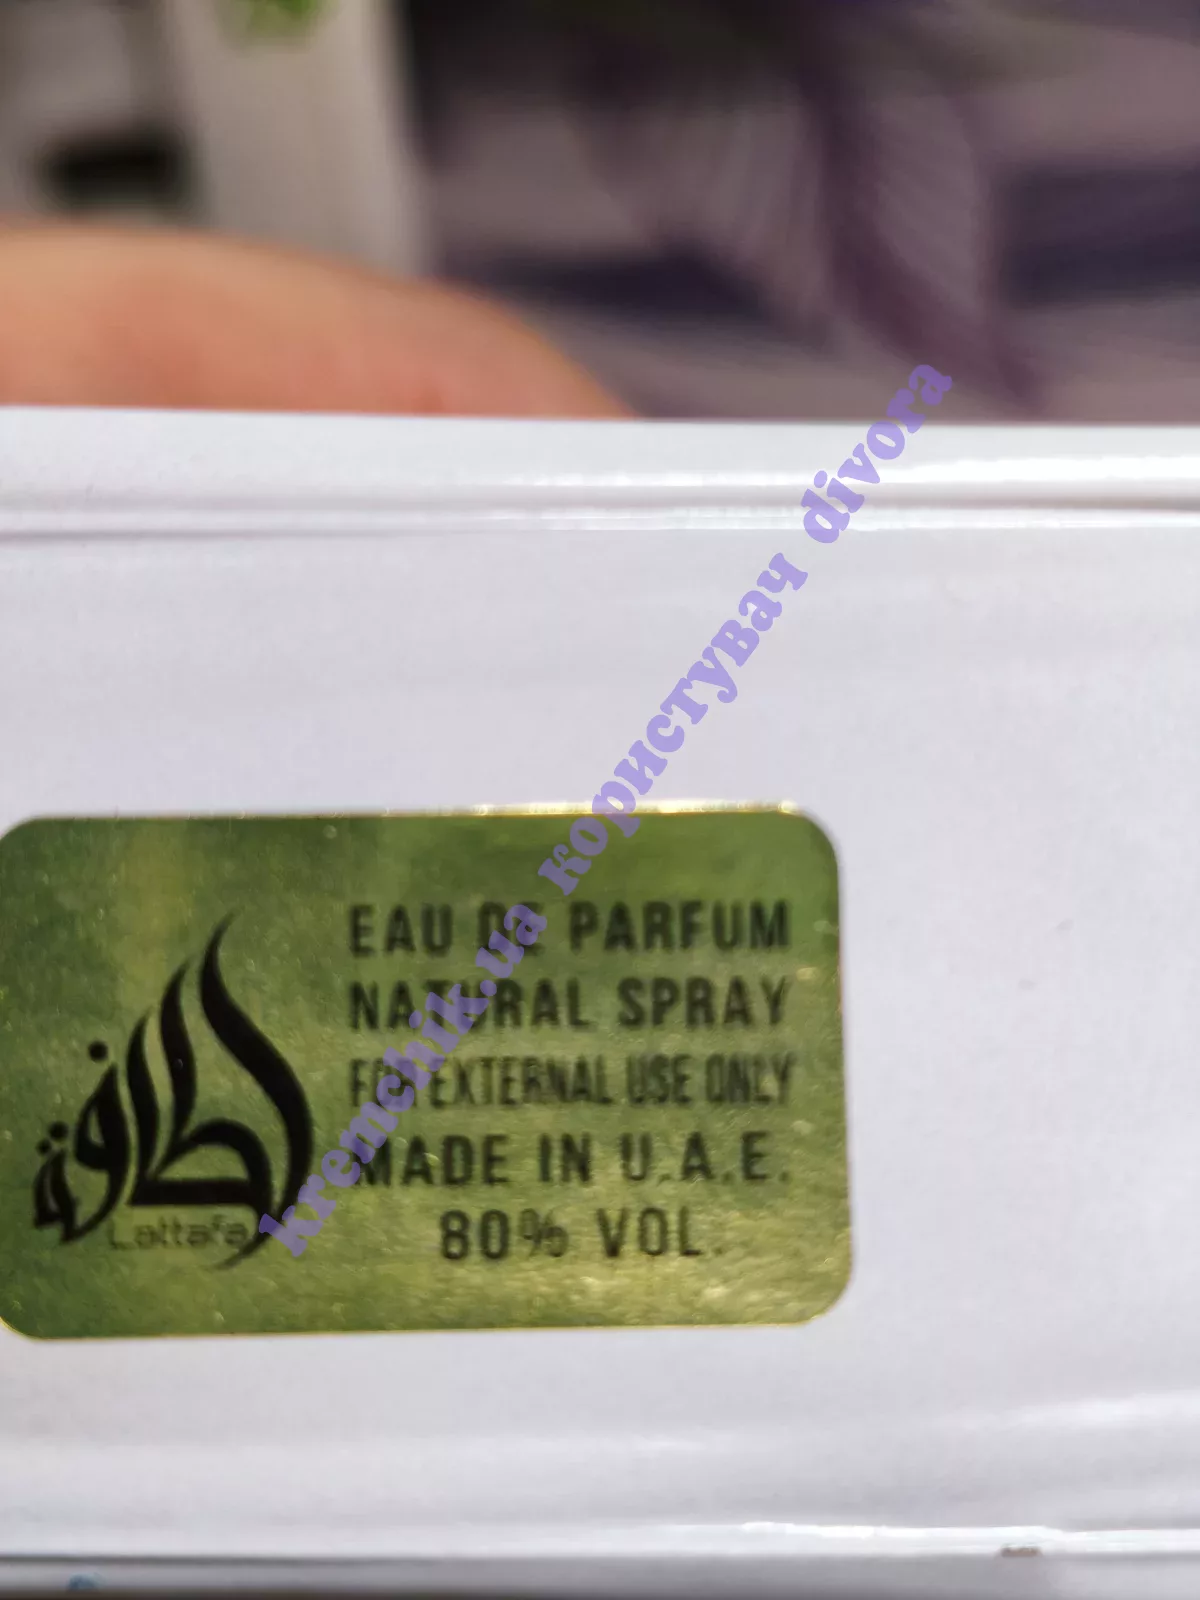 EAU DE PARFUM
NATURAL SPRAY
FOR EXTERNAL USE ONLY
MADE IN U.A.E.
80% VOL.
لطافة
Lattafa
kremchik.ua користувач divora